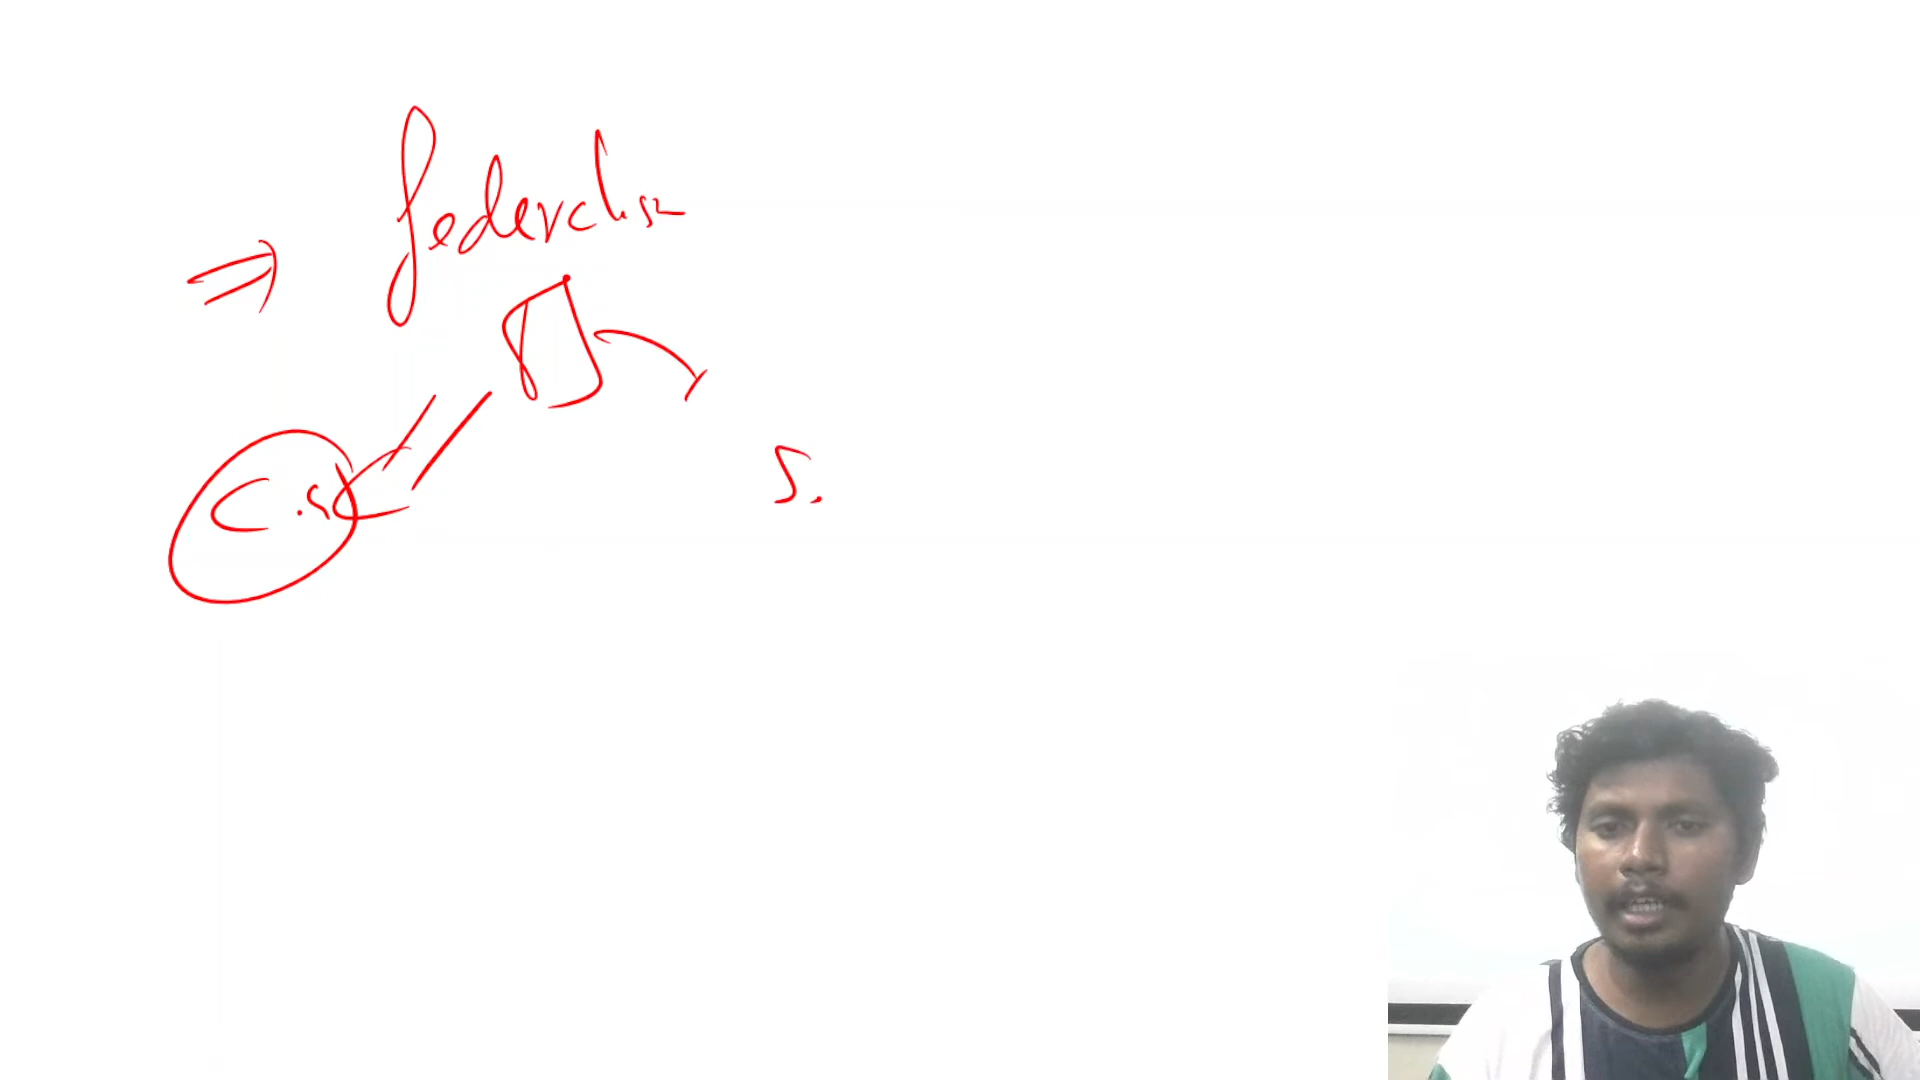 ⇒ federalism
C.S
S.